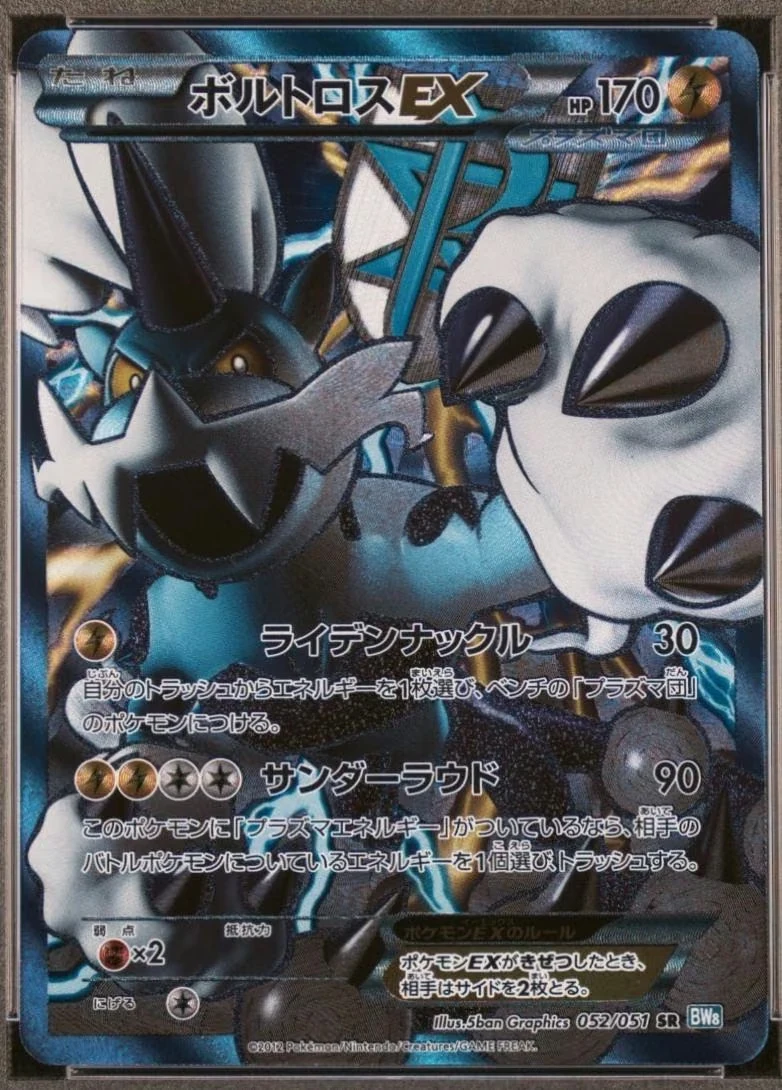 たね ボルトロスEX HP170
プラズマ団
ライデンナックル 30
自分のトラッシュからエネルギーを1枚選び、ベンチの「プラズマ団」
のポケモンにつける。
サンダーラウド 90
このポケモンに「プラズマエネルギー」がついているなら、相手の
バトルポケモンについているエネルギーを1個選び、トラッシュする。
弱点 抵抗力
×2
ポケモンEXのルール
ポケモンEXがきぜつしたとき、
相手はサイドを2枚とる。
にげる
Illus.5ban Graphics 052/051 SR BW8
©2012 Pokémon/Nintendo/Creatures/GAME FREAK.